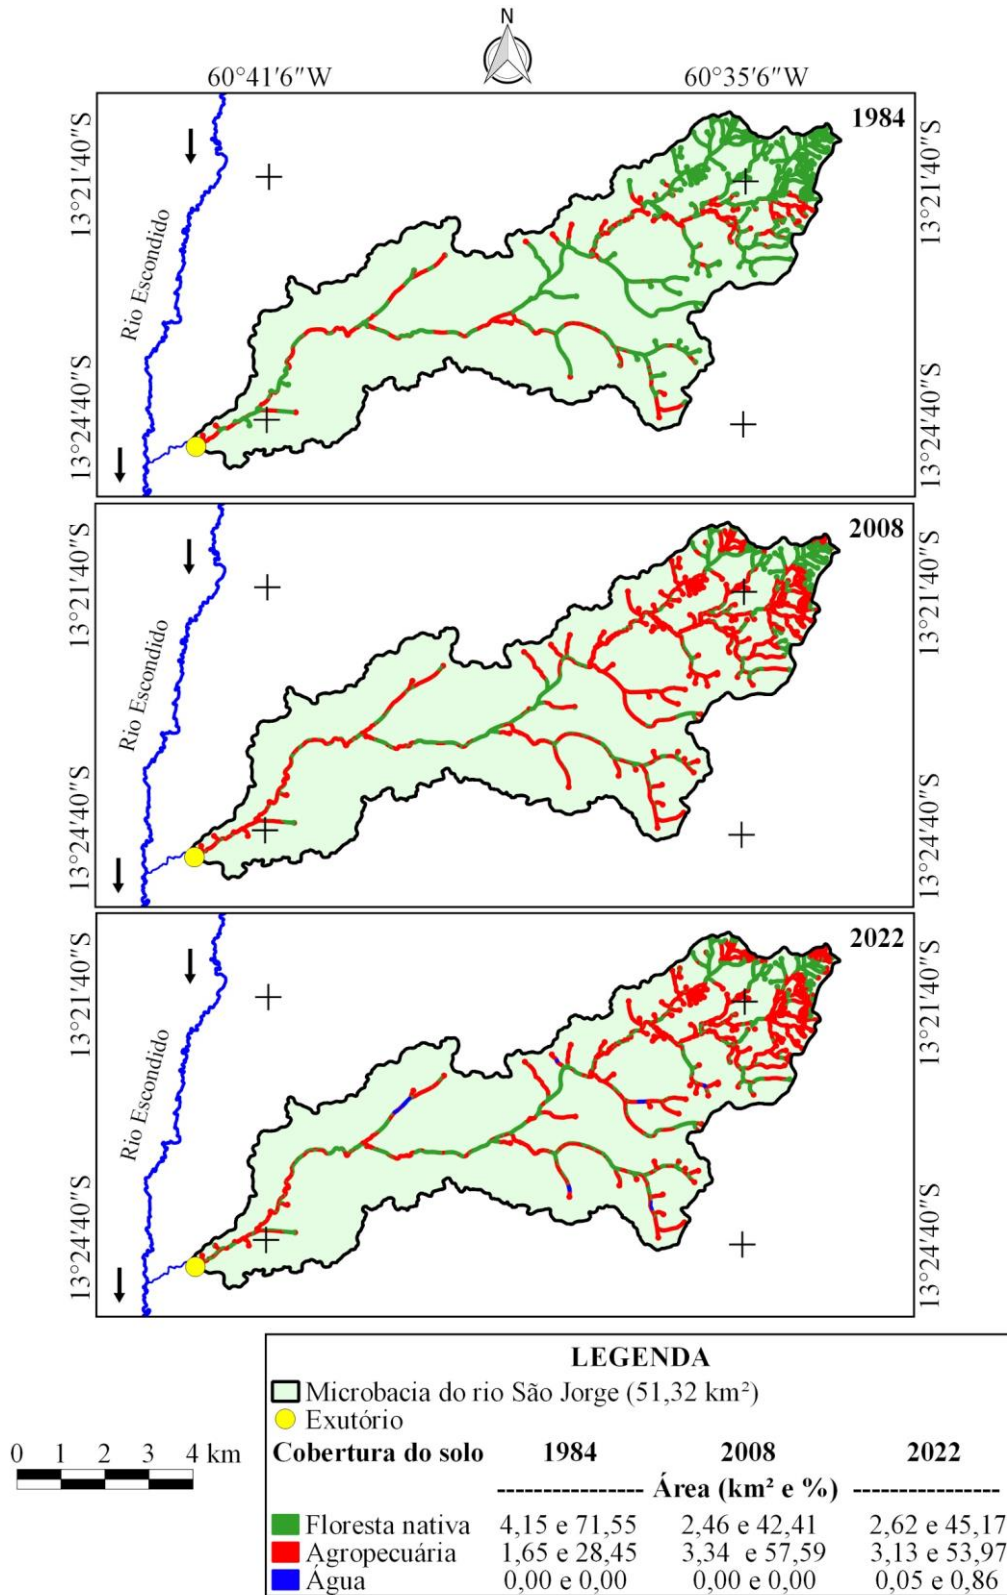 N
60°41'6"W 60°35'6"W
1984
13°21'40"S 13°21'40"S
Rio Escondido
13°24'40"S 13°24'40"S
2008
13°21'40"S 13°21'40"S
Rio Escondido
13°24'40"S 13°24'40"S
2022
13°21'40"S 13°21'40"S
Rio Escondido
13°24'40"S 13°24'40"S
0 1 2 3 4 km
LEGENDA
Microbacia do rio São Jorge (51,32 km²)
Exutório
Cobertura do solo 1984 2008 2022
---------------- Área (km² e %) ----------------
Floresta nativa 4,15 e 71,55 2,46 e 42,41 2,62 e 45,17
Agropecuária 1,65 e 28,45 3,34 e 57,59 3,13 e 53,97
Água 0,00 e 0,00 0,00 e 0,00 0,05 e 0,86